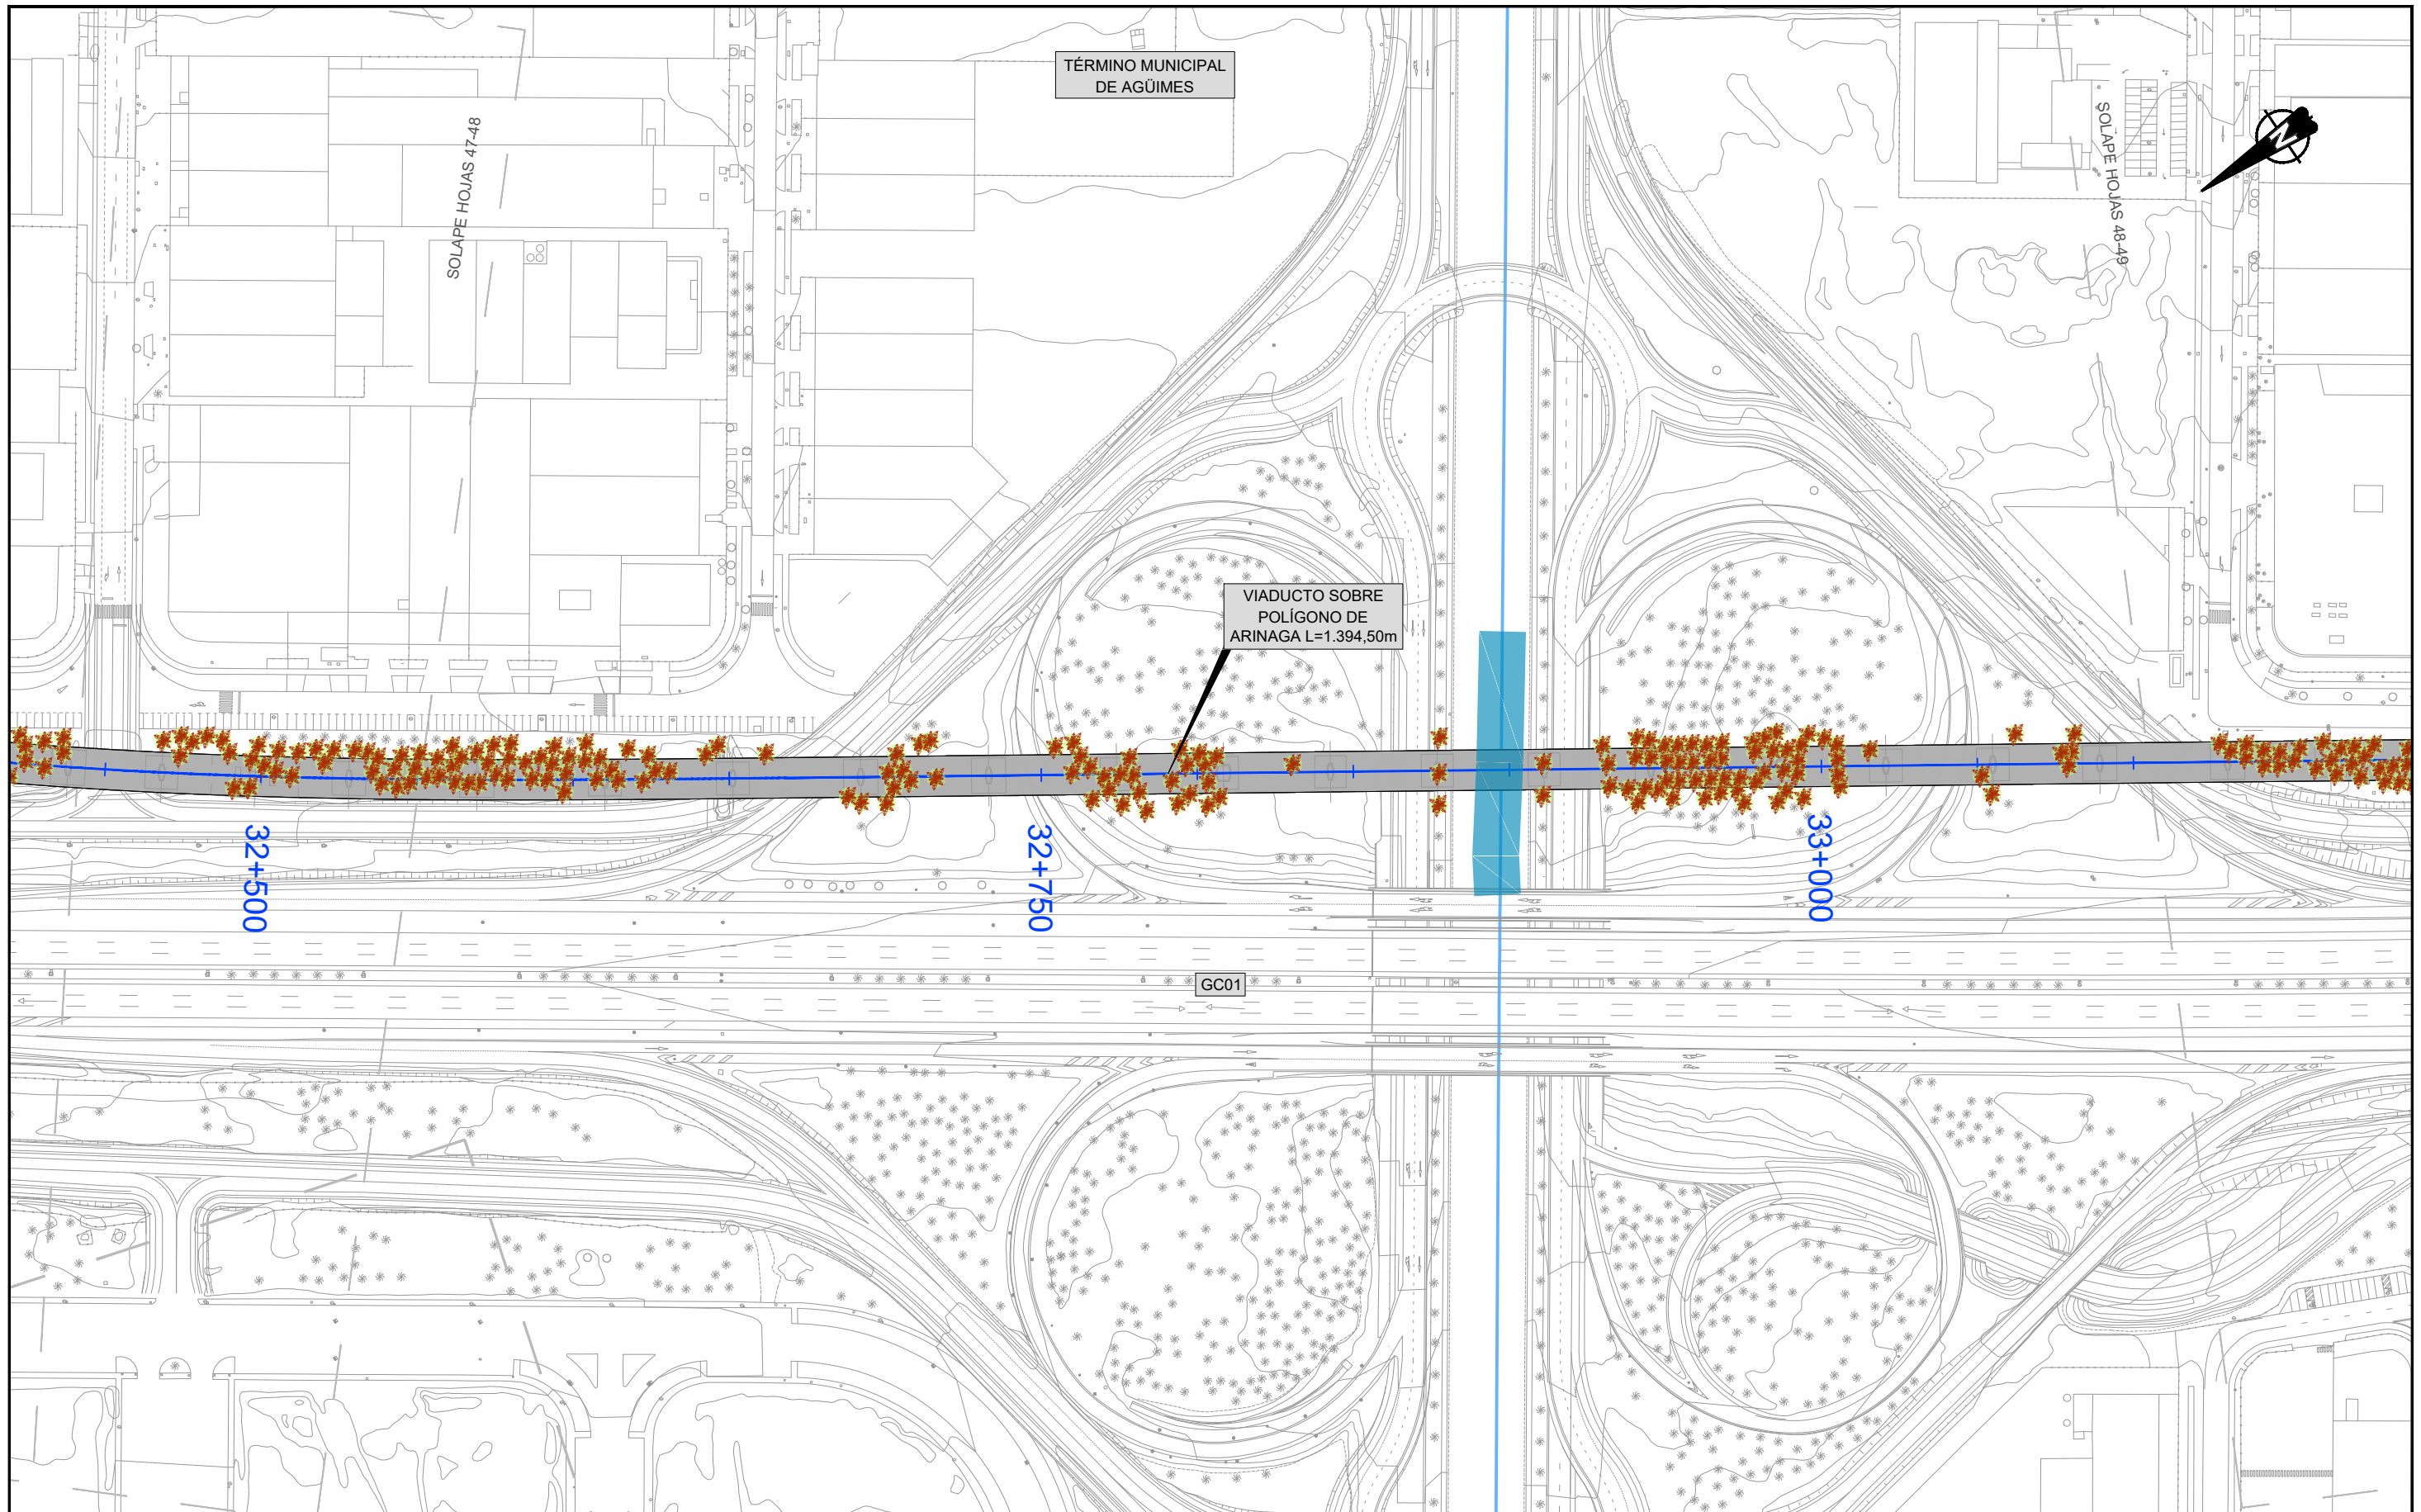 TÉRMINO MUNICIPAL
DE AGÜIMES
SOLAPE HOJAS 47-48
SOLAPE HOJAS 48-49
N
VIADUCTO SOBRE
POLÍGONO DE
ARINAGA L=1.394,50m
32+500
32+750
33+000
GC01